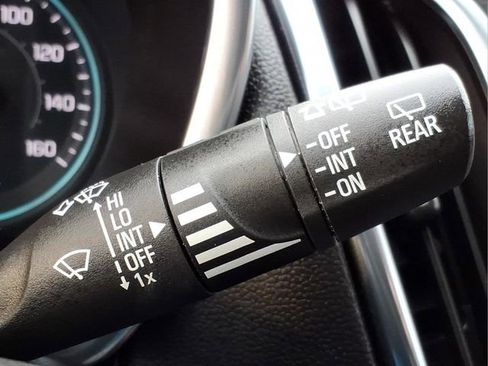 100
120
140
160
HI
LO
INT
OFF
1x
-OFF
-INT
-ON
REAR